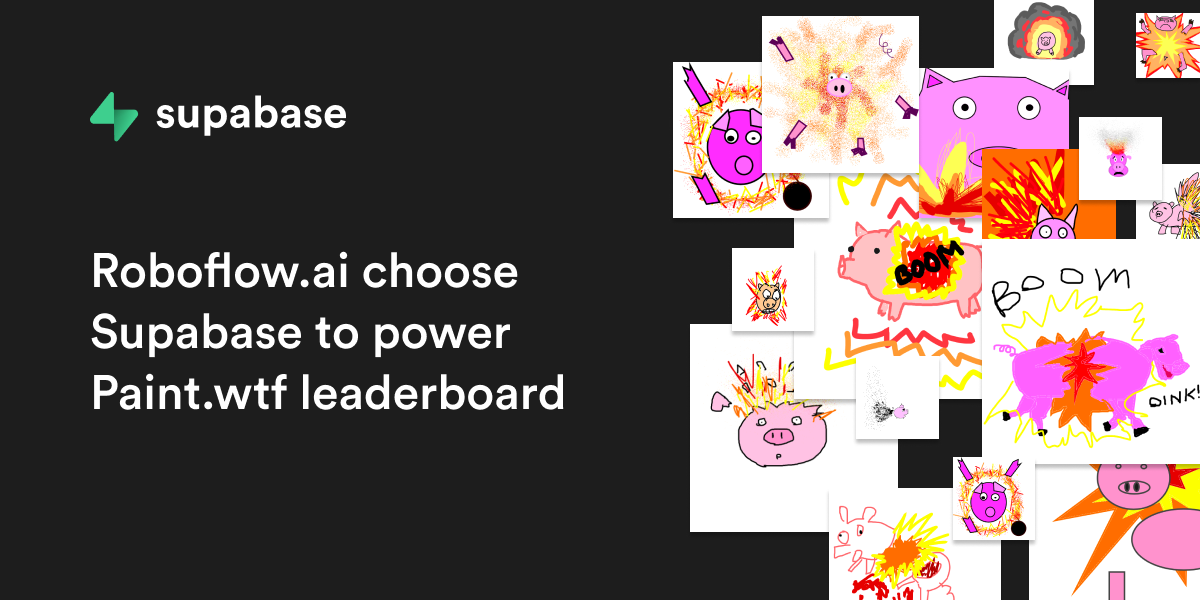 supabase
Roboflow.ai choose
Supabase to power
Paint.wtf leaderboard
BOOM
BOOM
OINK!
P